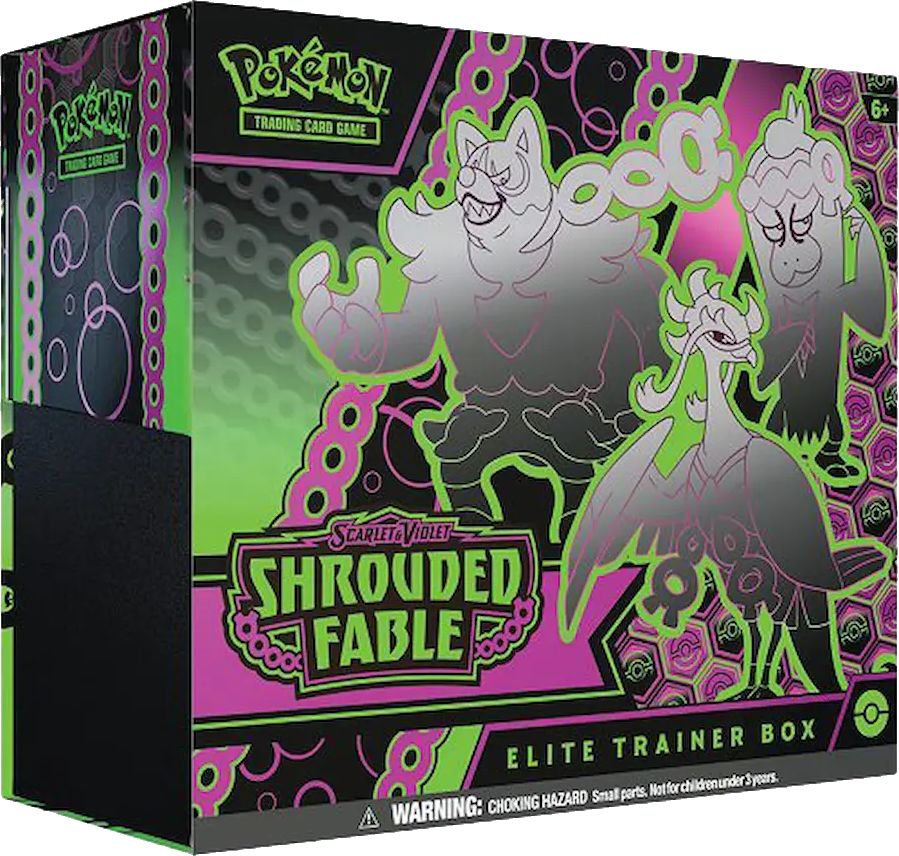 POKéMON
TRADING CARD GAME
6+
POKéMON
TRADING CARD GAME
SCARLET & VIOLET
SHROUDED
FABLE
ELITE TRAINER BOX
WARNING: CHOKING HAZARD Small parts. Not for children under 3 years.